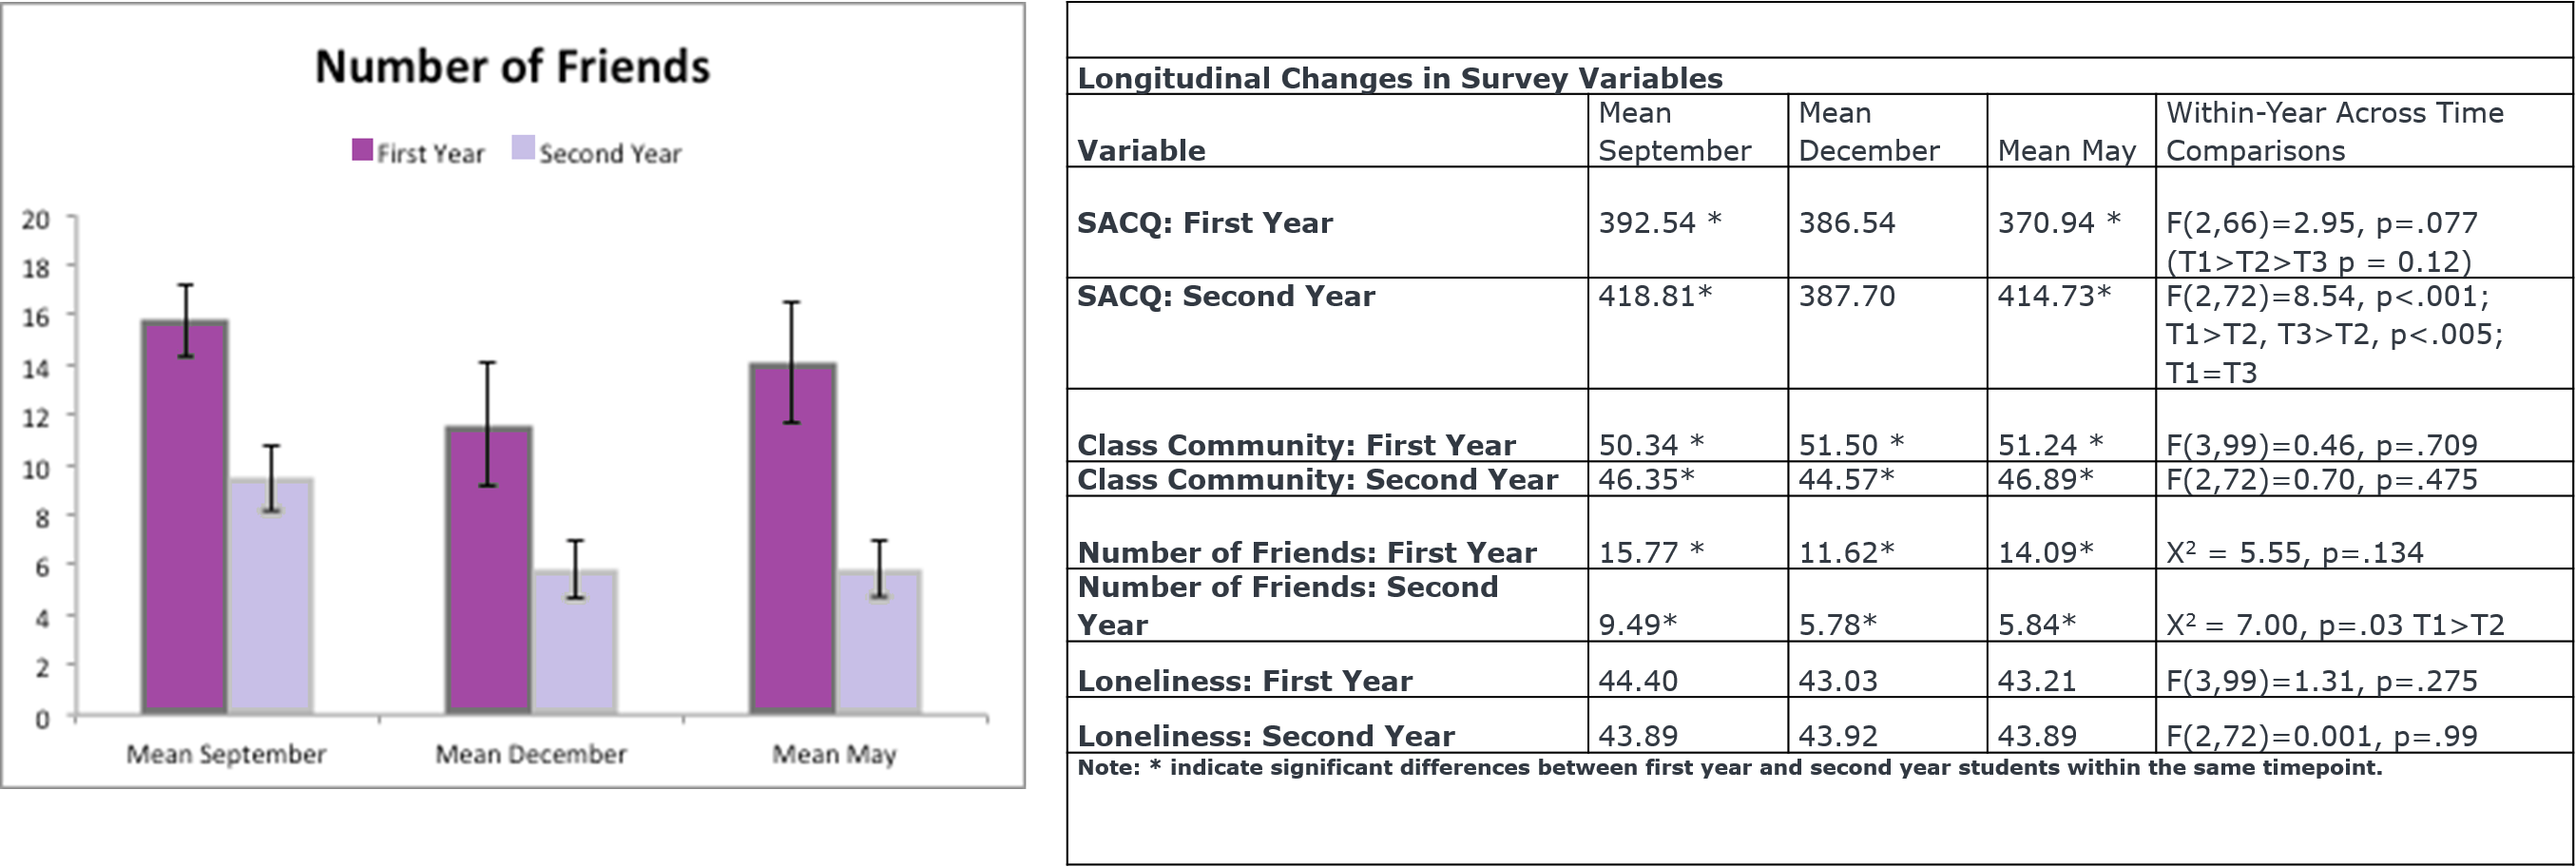 Number of Friends
First Year Second Year
20
18
16
14
12
10
8
6
4
2
0
Mean September Mean December Mean May
Longitudinal Changes in Survey Variables
Variable Mean September Mean December Mean May Within-Year Across Time Comparisons
SACQ: First Year 392.54 * 386.54 370.94 * F(2,66)=2.95, p=.077
(T1>T2>T3 p = 0.12)
SACQ: Second Year 418.81* 387.70 414.73* F(2,72)=8.54, p<.001;
T1>T2, T3>T2, p<.005;
T1=T3
Class Community: First Year 50.34 * 51.50 * 51.24 * F(3,99)=0.46, p=.709
Class Community: Second Year 46.35* 44.57* 46.89* F(2,72)=0.70, p=.475
Number of Friends: First Year 15.77 * 11.62* 14.09* X² = 5.55, p=.134
Number of Friends: Second
Year 9.49* 5.78* 5.84* X² = 7.00, p=.03 T1>T2
Loneliness: First Year 44.40 43.03 43.21 F(3,99)=1.31, p=.275
Loneliness: Second Year 43.89 43.92 43.89 F(2,72)=0.001, p=.99
Note: * indicate significant differences between first year and second year students within the same timepoint.